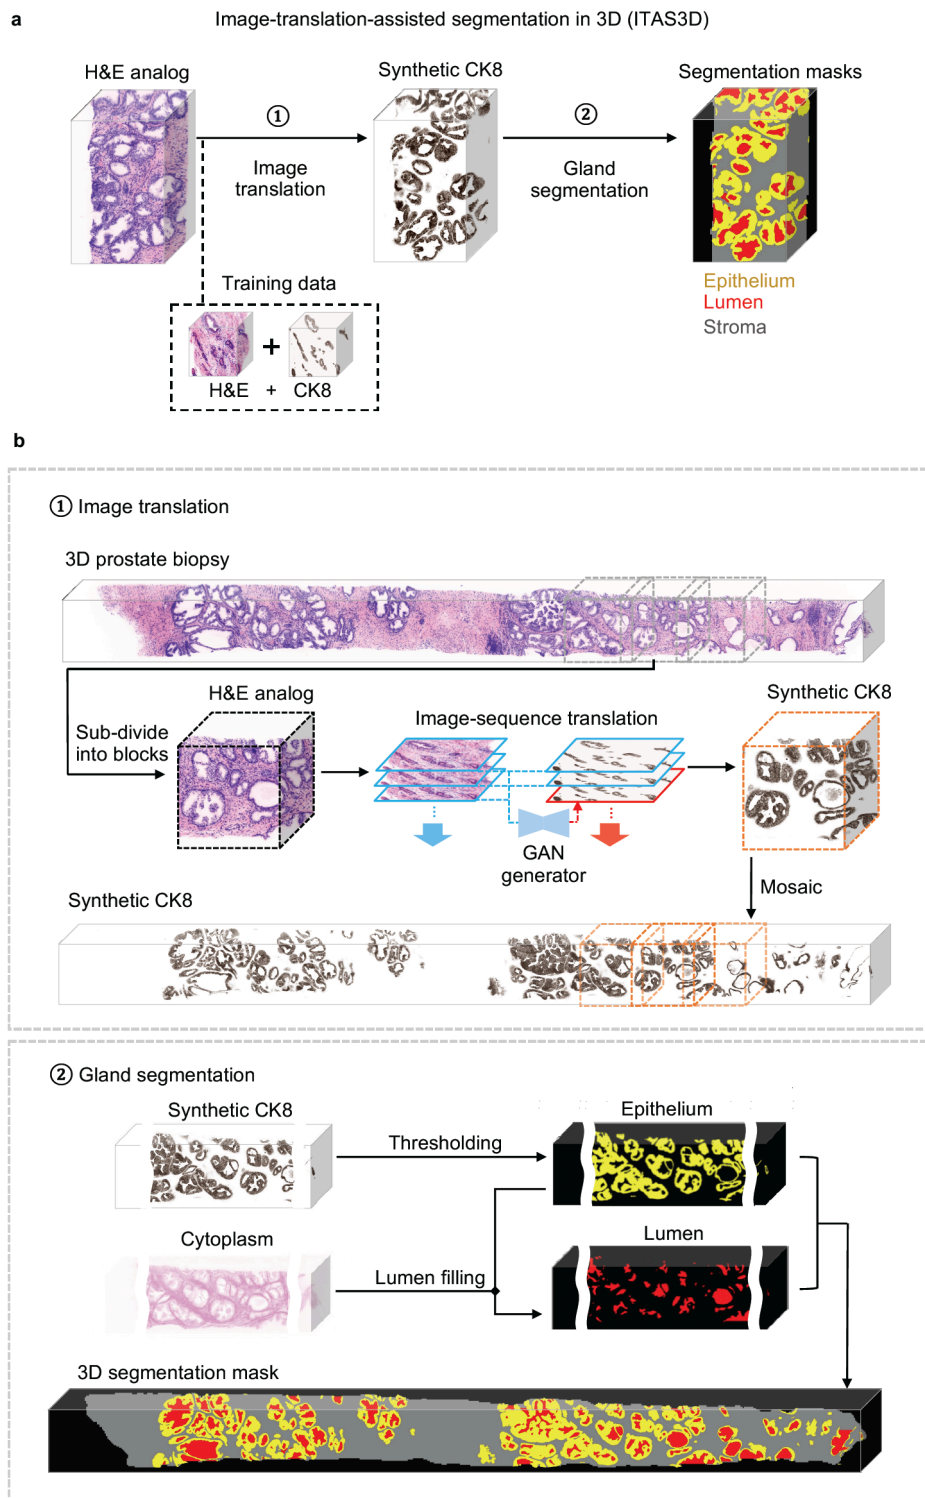 a
Image-translation-assisted segmentation in 3D (ITAS3D)
H&E analog
Synthetic CK8
Segmentation masks
①
②
Image
translation
Gland
segmentation
Epithelium
Lumen
Stroma
Training data
+
H&E + CK8
b
① Image translation
3D prostate biopsy
H&E analog
Synthetic CK8
Sub-divide
into blocks
Image-sequence translation
GAN
generator
Mosaic
Synthetic CK8
② Gland segmentation
Synthetic CK8
Epithelium
Thresholding
Cytoplasm
Lumen
Lumen filling
3D segmentation mask